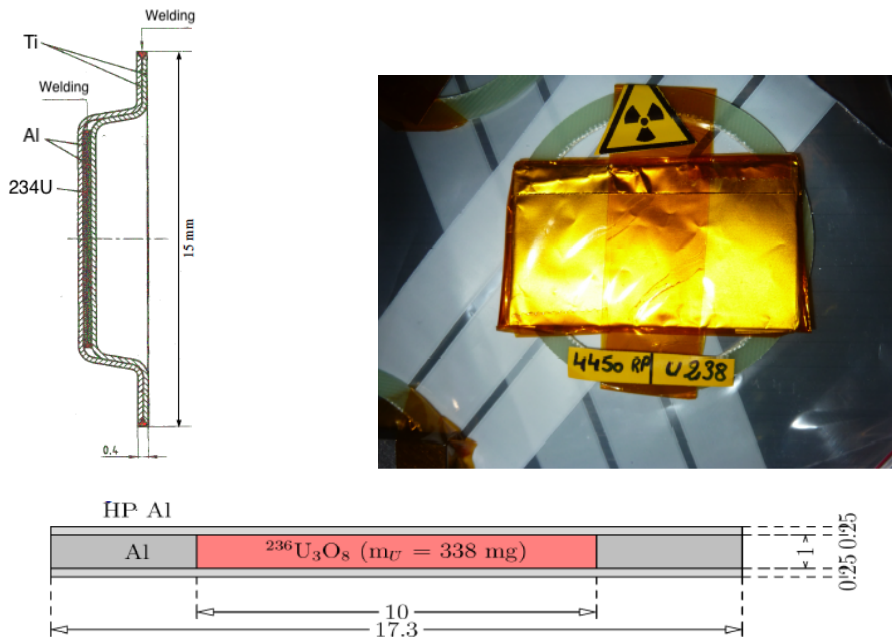 Welding
Ti
Welding
Al
234U
15 mm
0.4
4450 RP U238
HP Al
Al
²³⁶U₃O₈ (m_U = 338 mg)
0.25
1
0.25
10
17.3